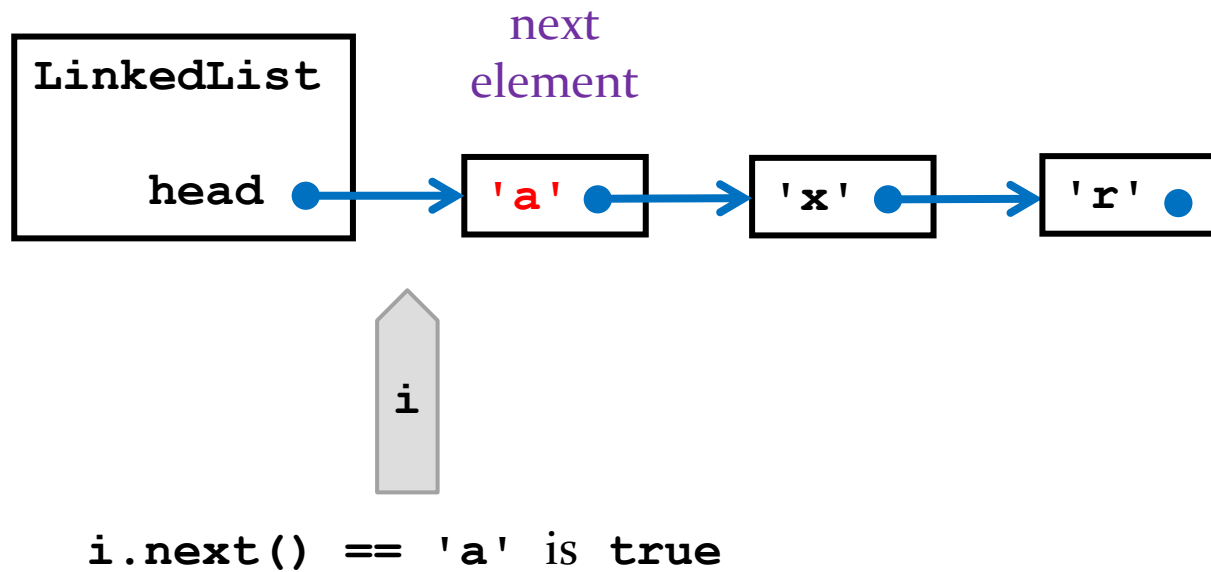 next
element
LinkedList
head
'a'
'x'
'r'
i
i.next() == 'a' is true